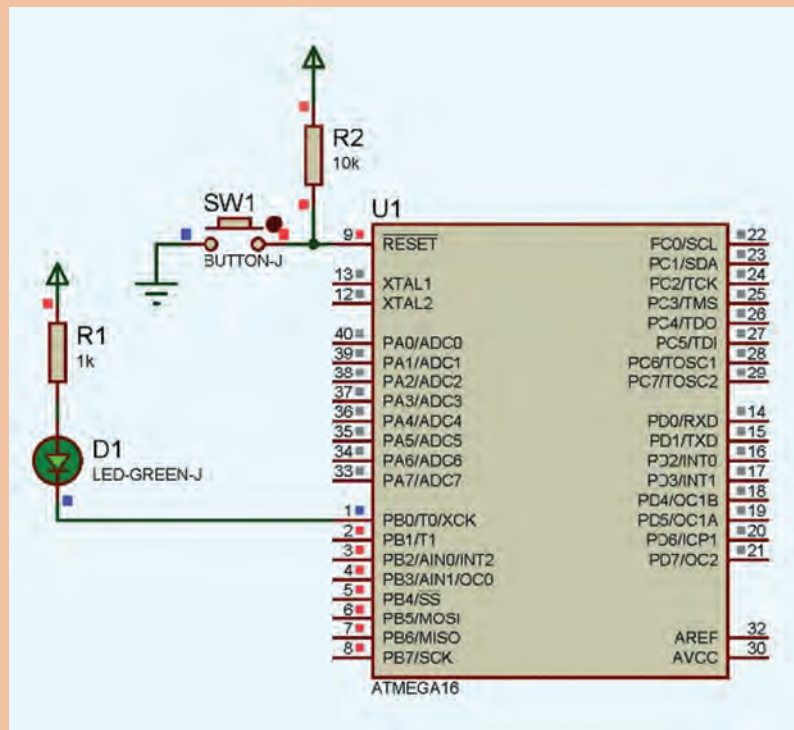 R2
10k
SW1
BUTTON-J
R1
1k
D1
LED-GREEN-J
U1
9 RESET
13 XTAL1
12 XTAL2
40 PA0/ADC0
39 PA1/ADC1
38 PA2/ADC2
37 PA3/ADC3
36 PA4/ADC4
35 PA5/ADC5
34 PA6/ADC6
33 PA7/ADC7
1 PB0/T0/XCK
2 PB1/T1
3 PB2/AIN0/INT2
4 PB3/AIN1/OC0
5 PB4/SS
6 PB5/MOSI
7 PB6/MISO
8 PB7/SCK
PC0/SCL 22
PC1/SDA 23
PC2/TCK 24
PC3/TMS 25
PC4/TDO 26
PC5/TDI 27
PC6/TOSC1 28
PC7/TOSC2 29
PD0/RXD 14
PD1/TXD 15
PD2/INT0 16
PD3/INT1 17
PD4/OC1B 18
PD5/OC1A 19
PD6/ICP1 20
PD7/OC2 21
AREF 32
AVCC 30
ATMEGA16